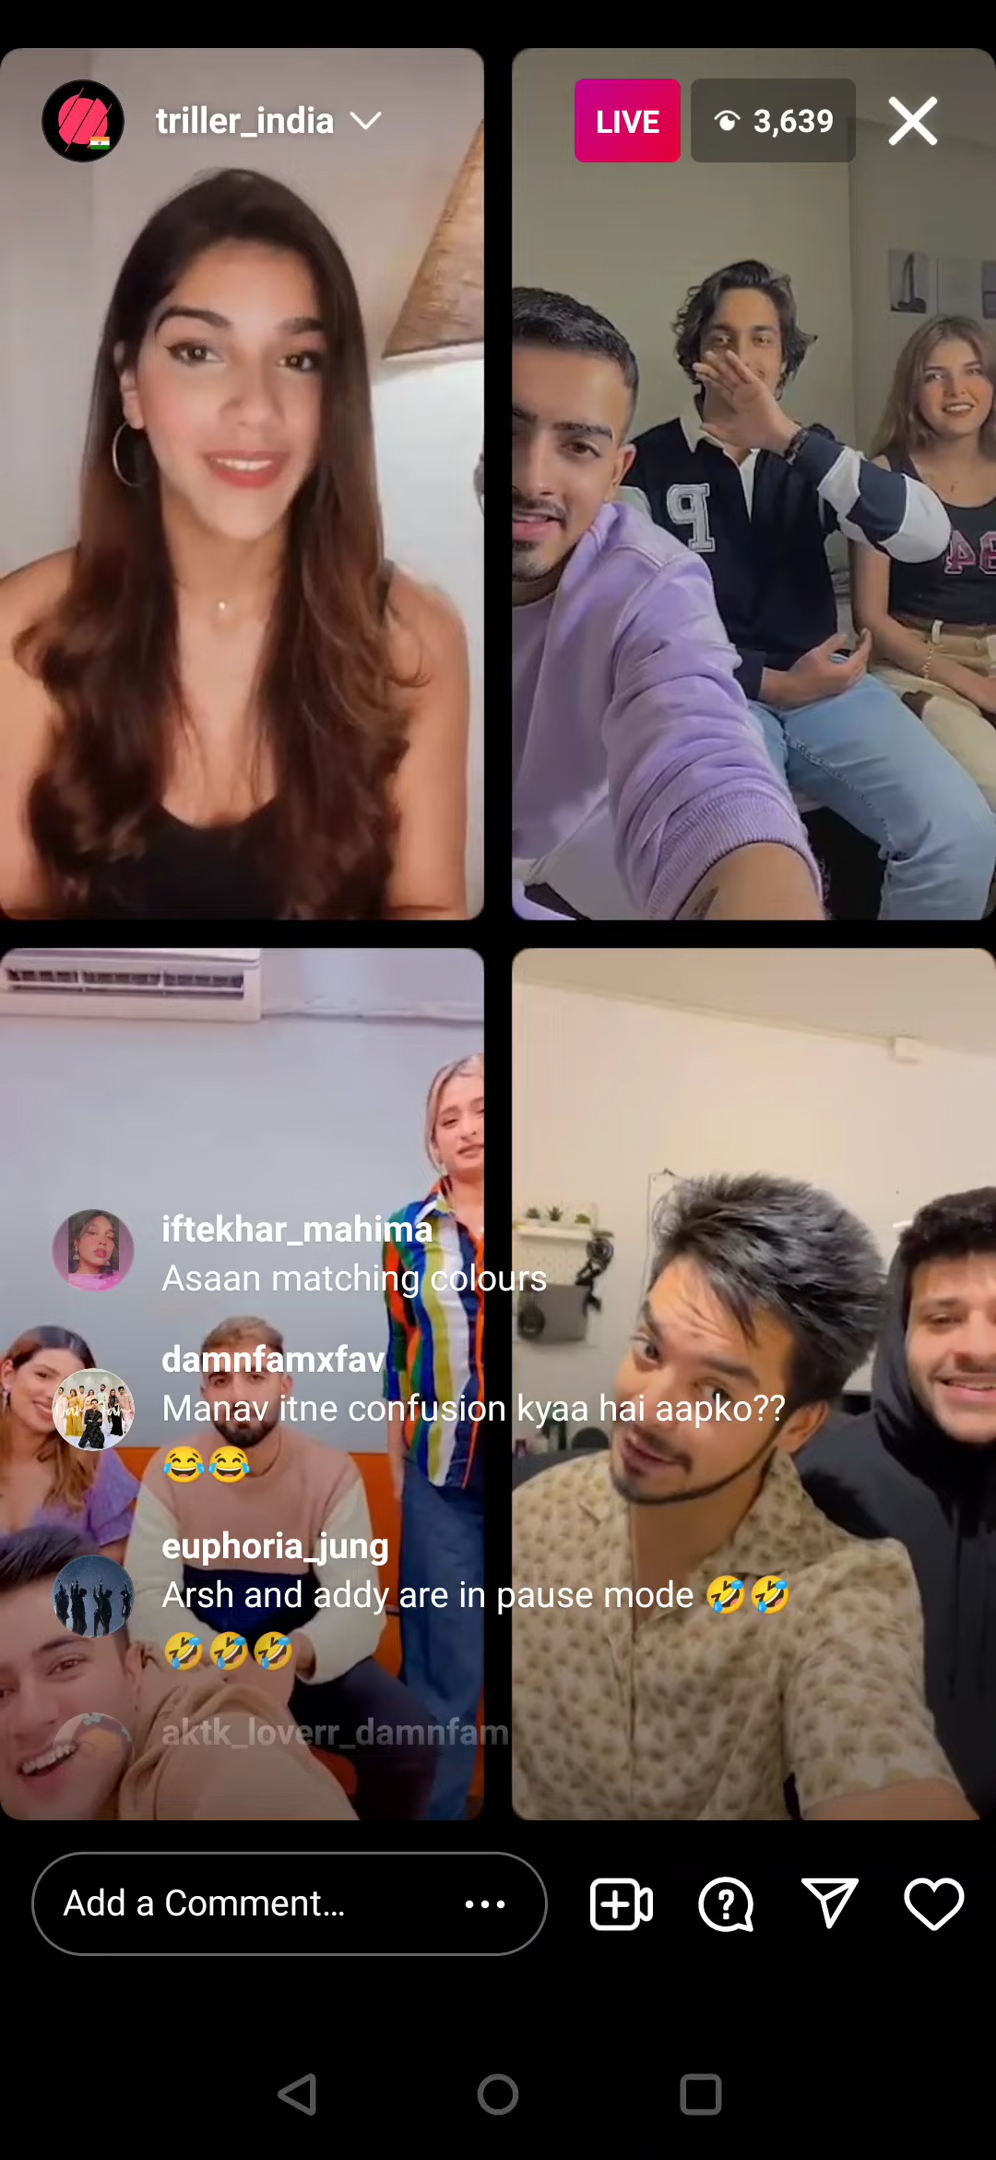 triller_india
LIVE
3,639
P
iftekhar_mahima
Asaan matching colours
damnfamxfav
Manav itne confusion kyaa hai aapko??
😂😂
euphoria_jung
Arsh and addy are in pause mode 🤣🤣
🤣🤣🤣
aktk_loverr_damnfam
Add a Comment...